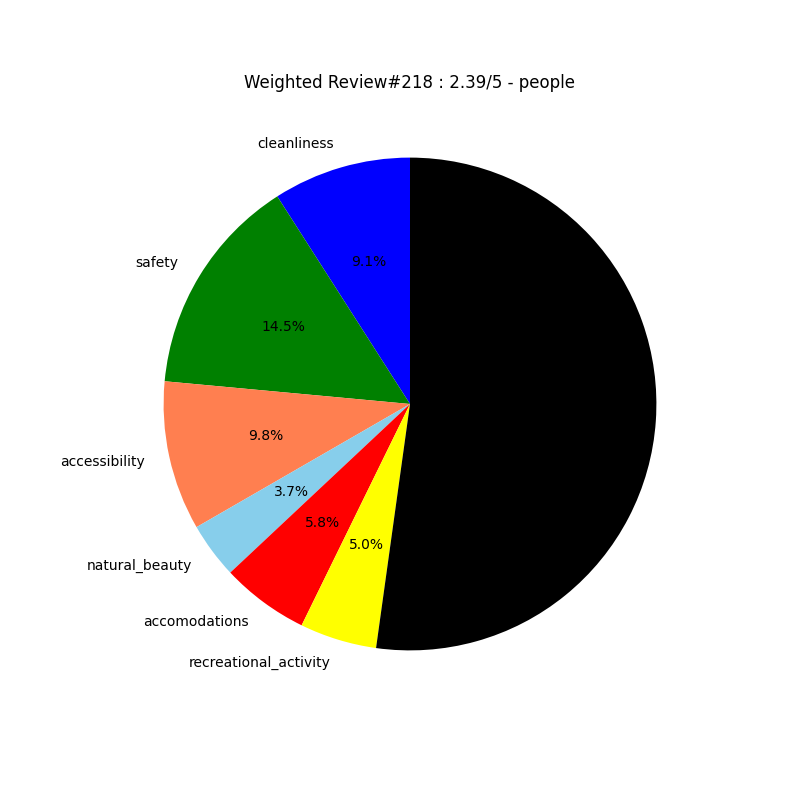 Weighted Review#218 : 2.39/5 - people
cleanliness
9.1%
safety
14.5%
accessibility
9.8%
natural_beauty
3.7%
accomodations
5.8%
recreational_activity
5.0%